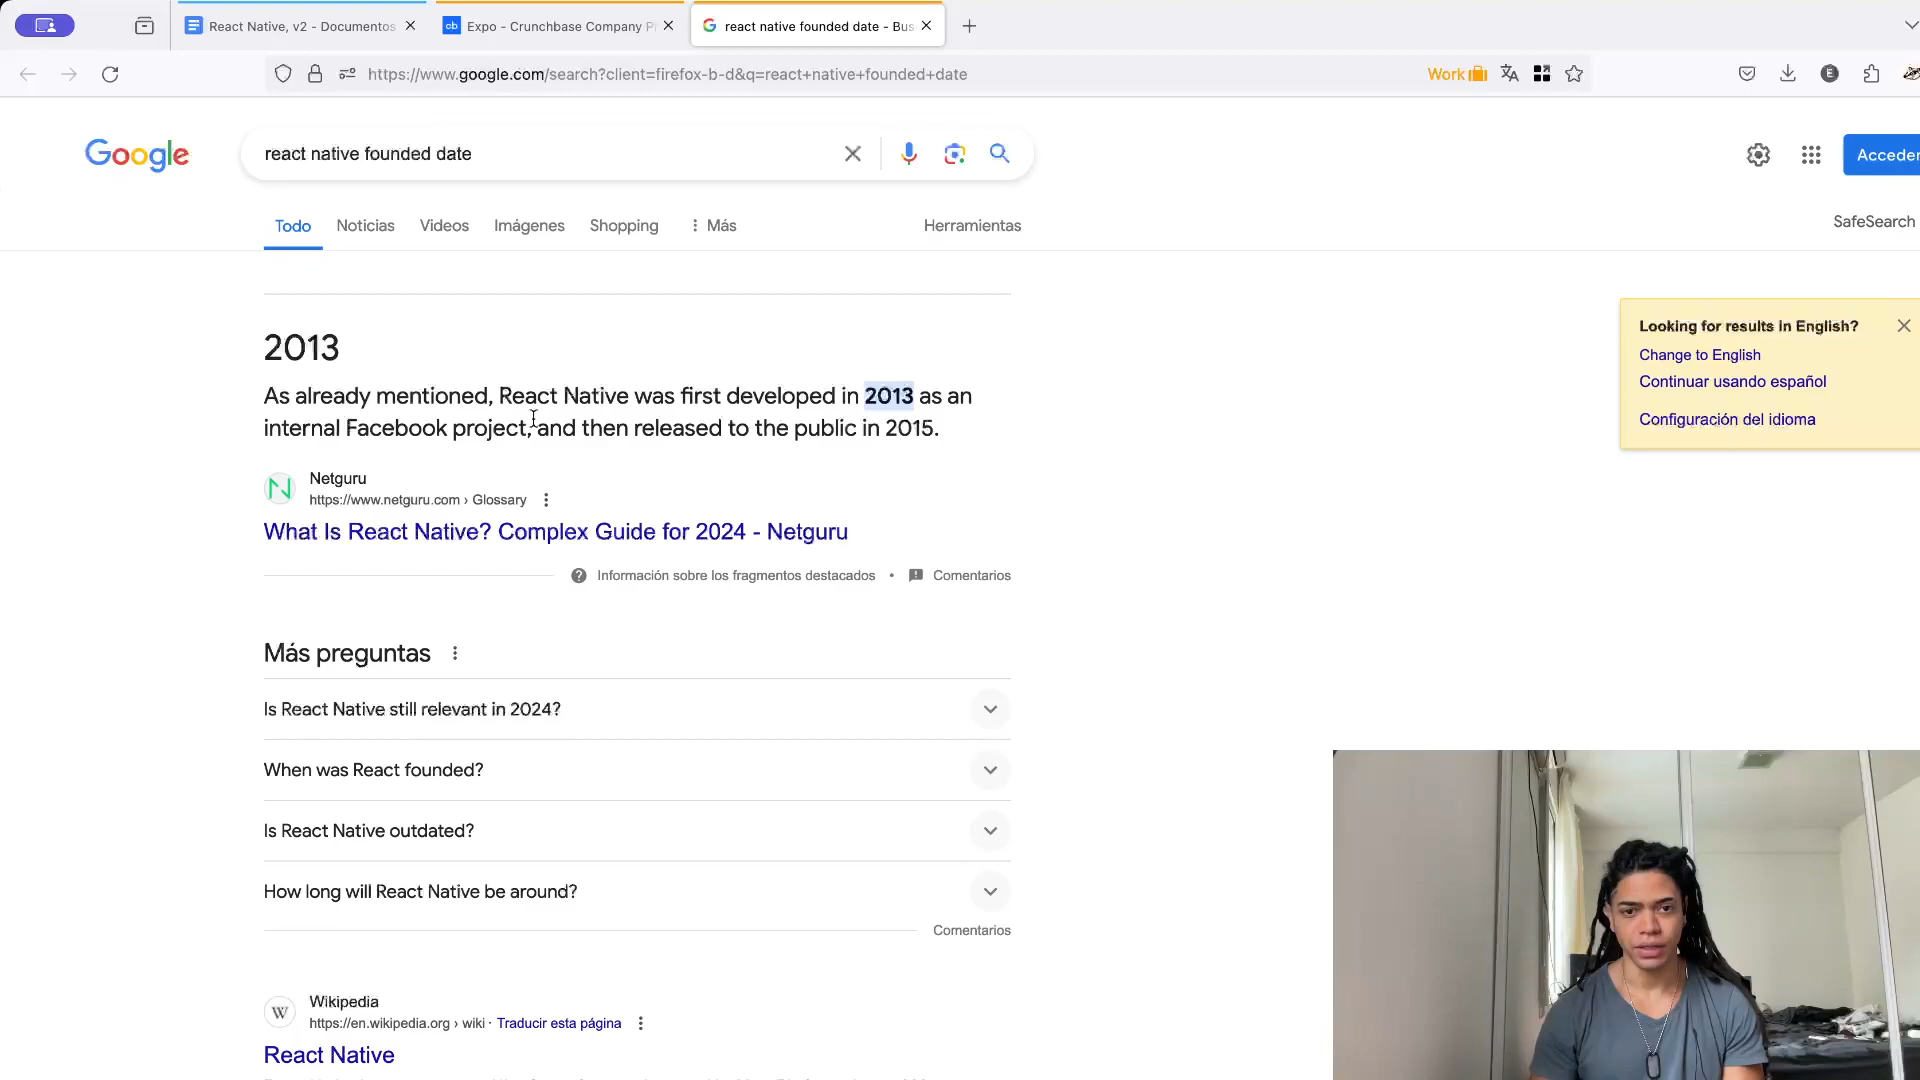 React Native, v2 - Documentos
Expo - Crunchbase Company P
react native founded date - Bus
https://www.google.com/search?client=firefox-b-d&q=react+native+founded+date
Work
E
Google
react native founded date
Acceder
Todo
Noticias
Videos
Imágenes
Shopping
Más
Herramientas
SafeSearch
2013
As already mentioned, React Native was first developed in 2013 as an
internal Facebook project, and then released to the public in 2015.
Netguru
https://www.netguru.com › Glossary
What Is React Native? Complex Guide for 2024 - Netguru
Información sobre los fragmentos destacados • Comentarios
Looking for results in English?
Change to English
Continuar usando español
Configuración del idioma
Más preguntas
Is React Native still relevant in 2024?
When was React founded?
Is React Native outdated?
How long will React Native be around?
Comentarios
W
Wikipedia
https://en.wikipedia.org › wiki · Traducir esta página
React Native